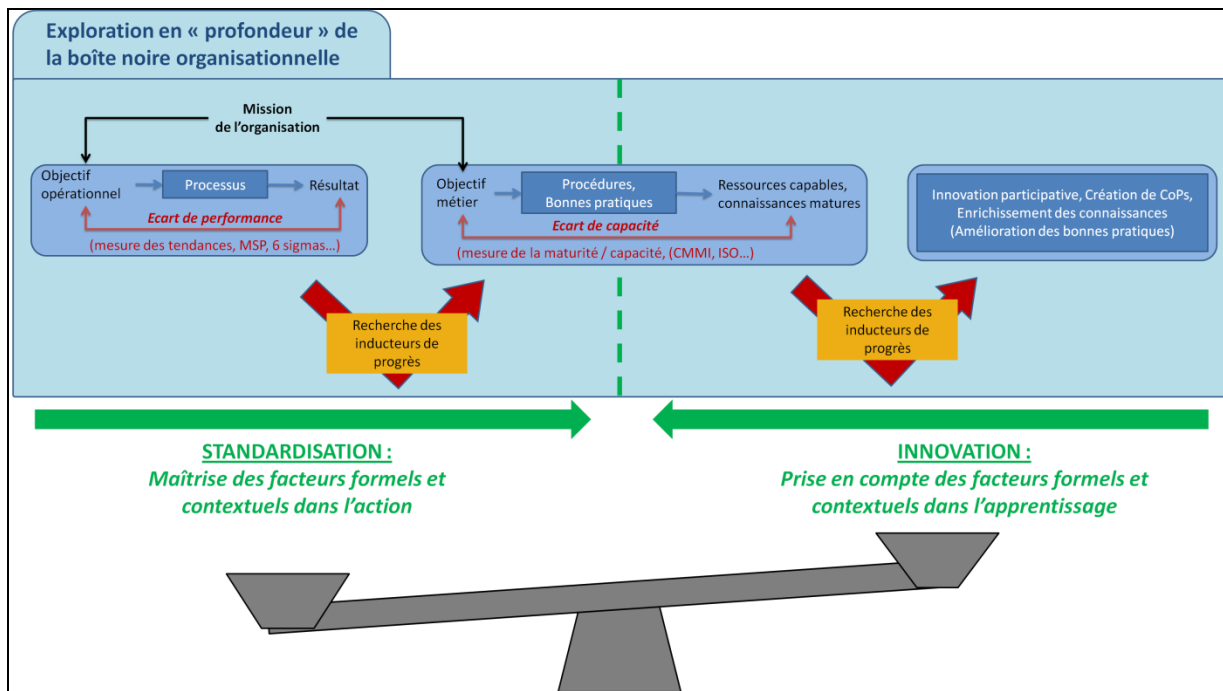 Exploration en « profondeur » de
la boîte noire organisationnelle
Mission
de l’organisation
Objectif
opérationnel
Processus
Résultat
Ecart de performance
(mesure des tendances, MSP, 6 sigmas…)
Objectif
métier
Procédures,
Bonnes pratiques
Ressources capables,
connaissances matures
Ecart de capacité
(mesure de la maturité / capacité, (CMMI, ISO…)
Innovation participative, Création de CoPs,
Enrichissement des connaissances
(Amélioration des bonnes pratiques)
Recherche des
inducteurs de
progrès
Recherche des
inducteurs de
progrès
STANDARDISATION :
Maîtrise des facteurs formels et
contextuels dans l’action
INNOVATION :
Prise en compte des facteurs formels et
contextuels dans l’apprentissage